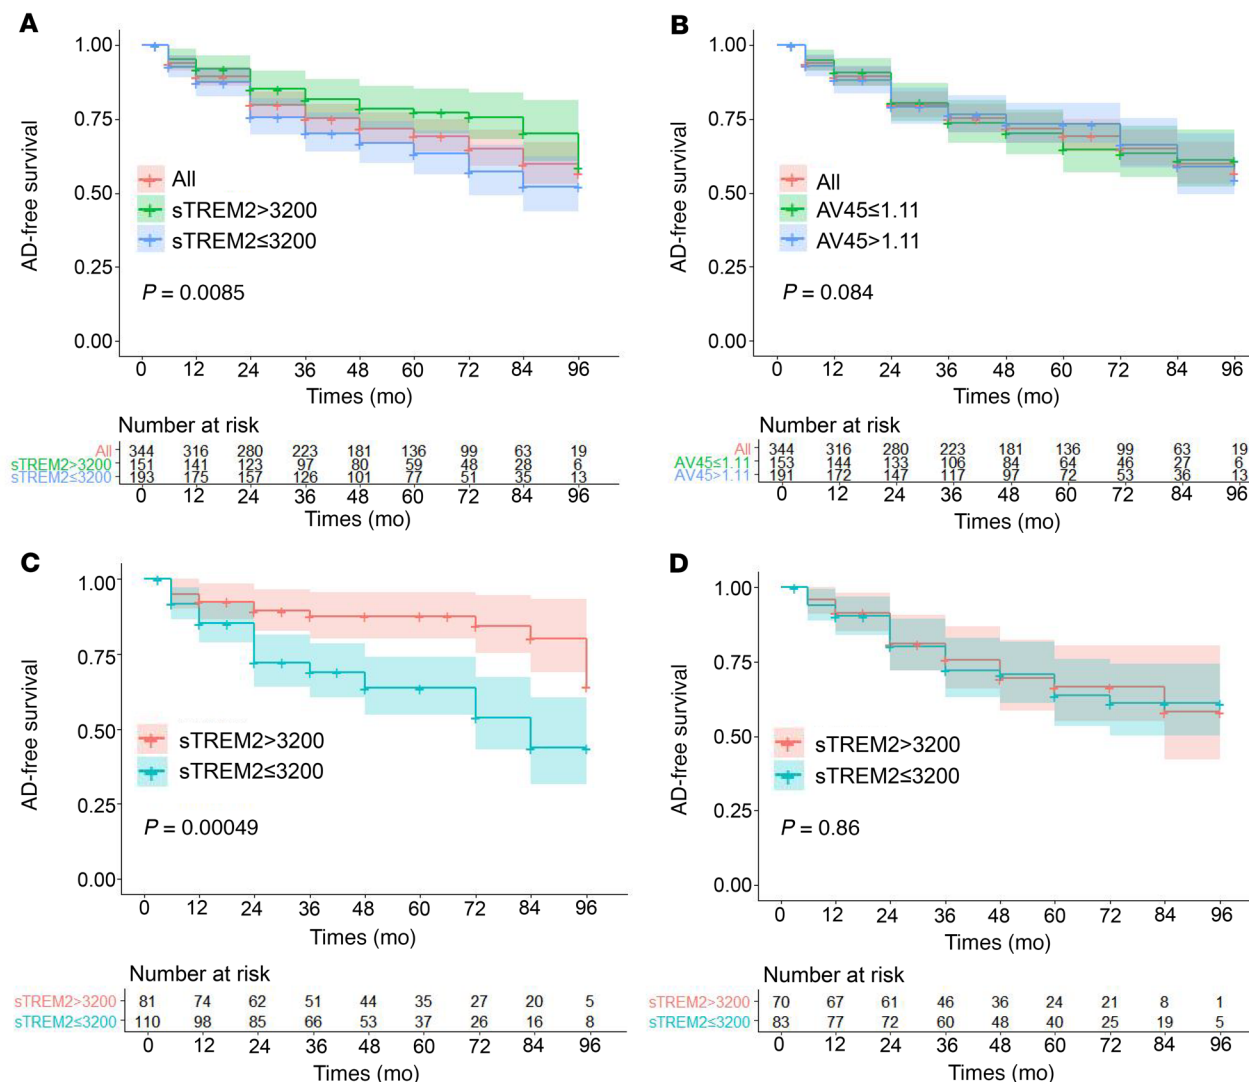 A
AD-free survival
1.00
0.75
0.50
0.25
0.00
All
sTREM2>3200
sTREM2≤3200
P = 0.0085
0 12 24 36 48 60 72 84 96
Times (mo)
Number at risk
All 344 316 280 223 181 136 99 63 19
sTREM2>3200 151 141 123 97 80 59 48 28 6
sTREM2≤3200 193 175 157 126 101 77 51 35 13
0 12 24 36 48 60 72 84 96
Times (mo)
B
AD-free survival
1.00
0.75
0.50
0.25
0.00
All
AV45≤1.11
AV45>1.11
P = 0.084
0 12 24 36 48 60 72 84 96
Times (mo)
Number at risk
All 344 316 280 223 181 136 99 63 19
AV45≤1.11 153 144 133 106 84 64 46 27 6
AV45>1.11 191 172 147 117 97 72 53 36 13
0 12 24 36 48 60 72 84 96
Times (mo)
C
AD-free survival
1.00
0.75
0.50
0.25
0.00
sTREM2>3200
sTREM2≤3200
P = 0.00049
0 12 24 36 48 60 72 84 96
Times (mo)
Number at risk
sTREM2>3200 81 74 62 51 44 35 27 20 5
sTREM2≤3200 110 98 85 66 53 37 26 16 8
0 12 24 36 48 60 72 84 96
Times (mo)
D
AD-free survival
1.00
0.75
0.50
0.25
0.00
sTREM2>3200
sTREM2≤3200
P = 0.86
0 12 24 36 48 60 72 84 96
Times (mo)
Number at risk
sTREM2>3200 70 67 61 46 36 24 21 8 1
sTREM2≤3200 83 77 72 60 48 40 25 19 5
0 12 24 36 48 60 72 84 96
Times (mo)